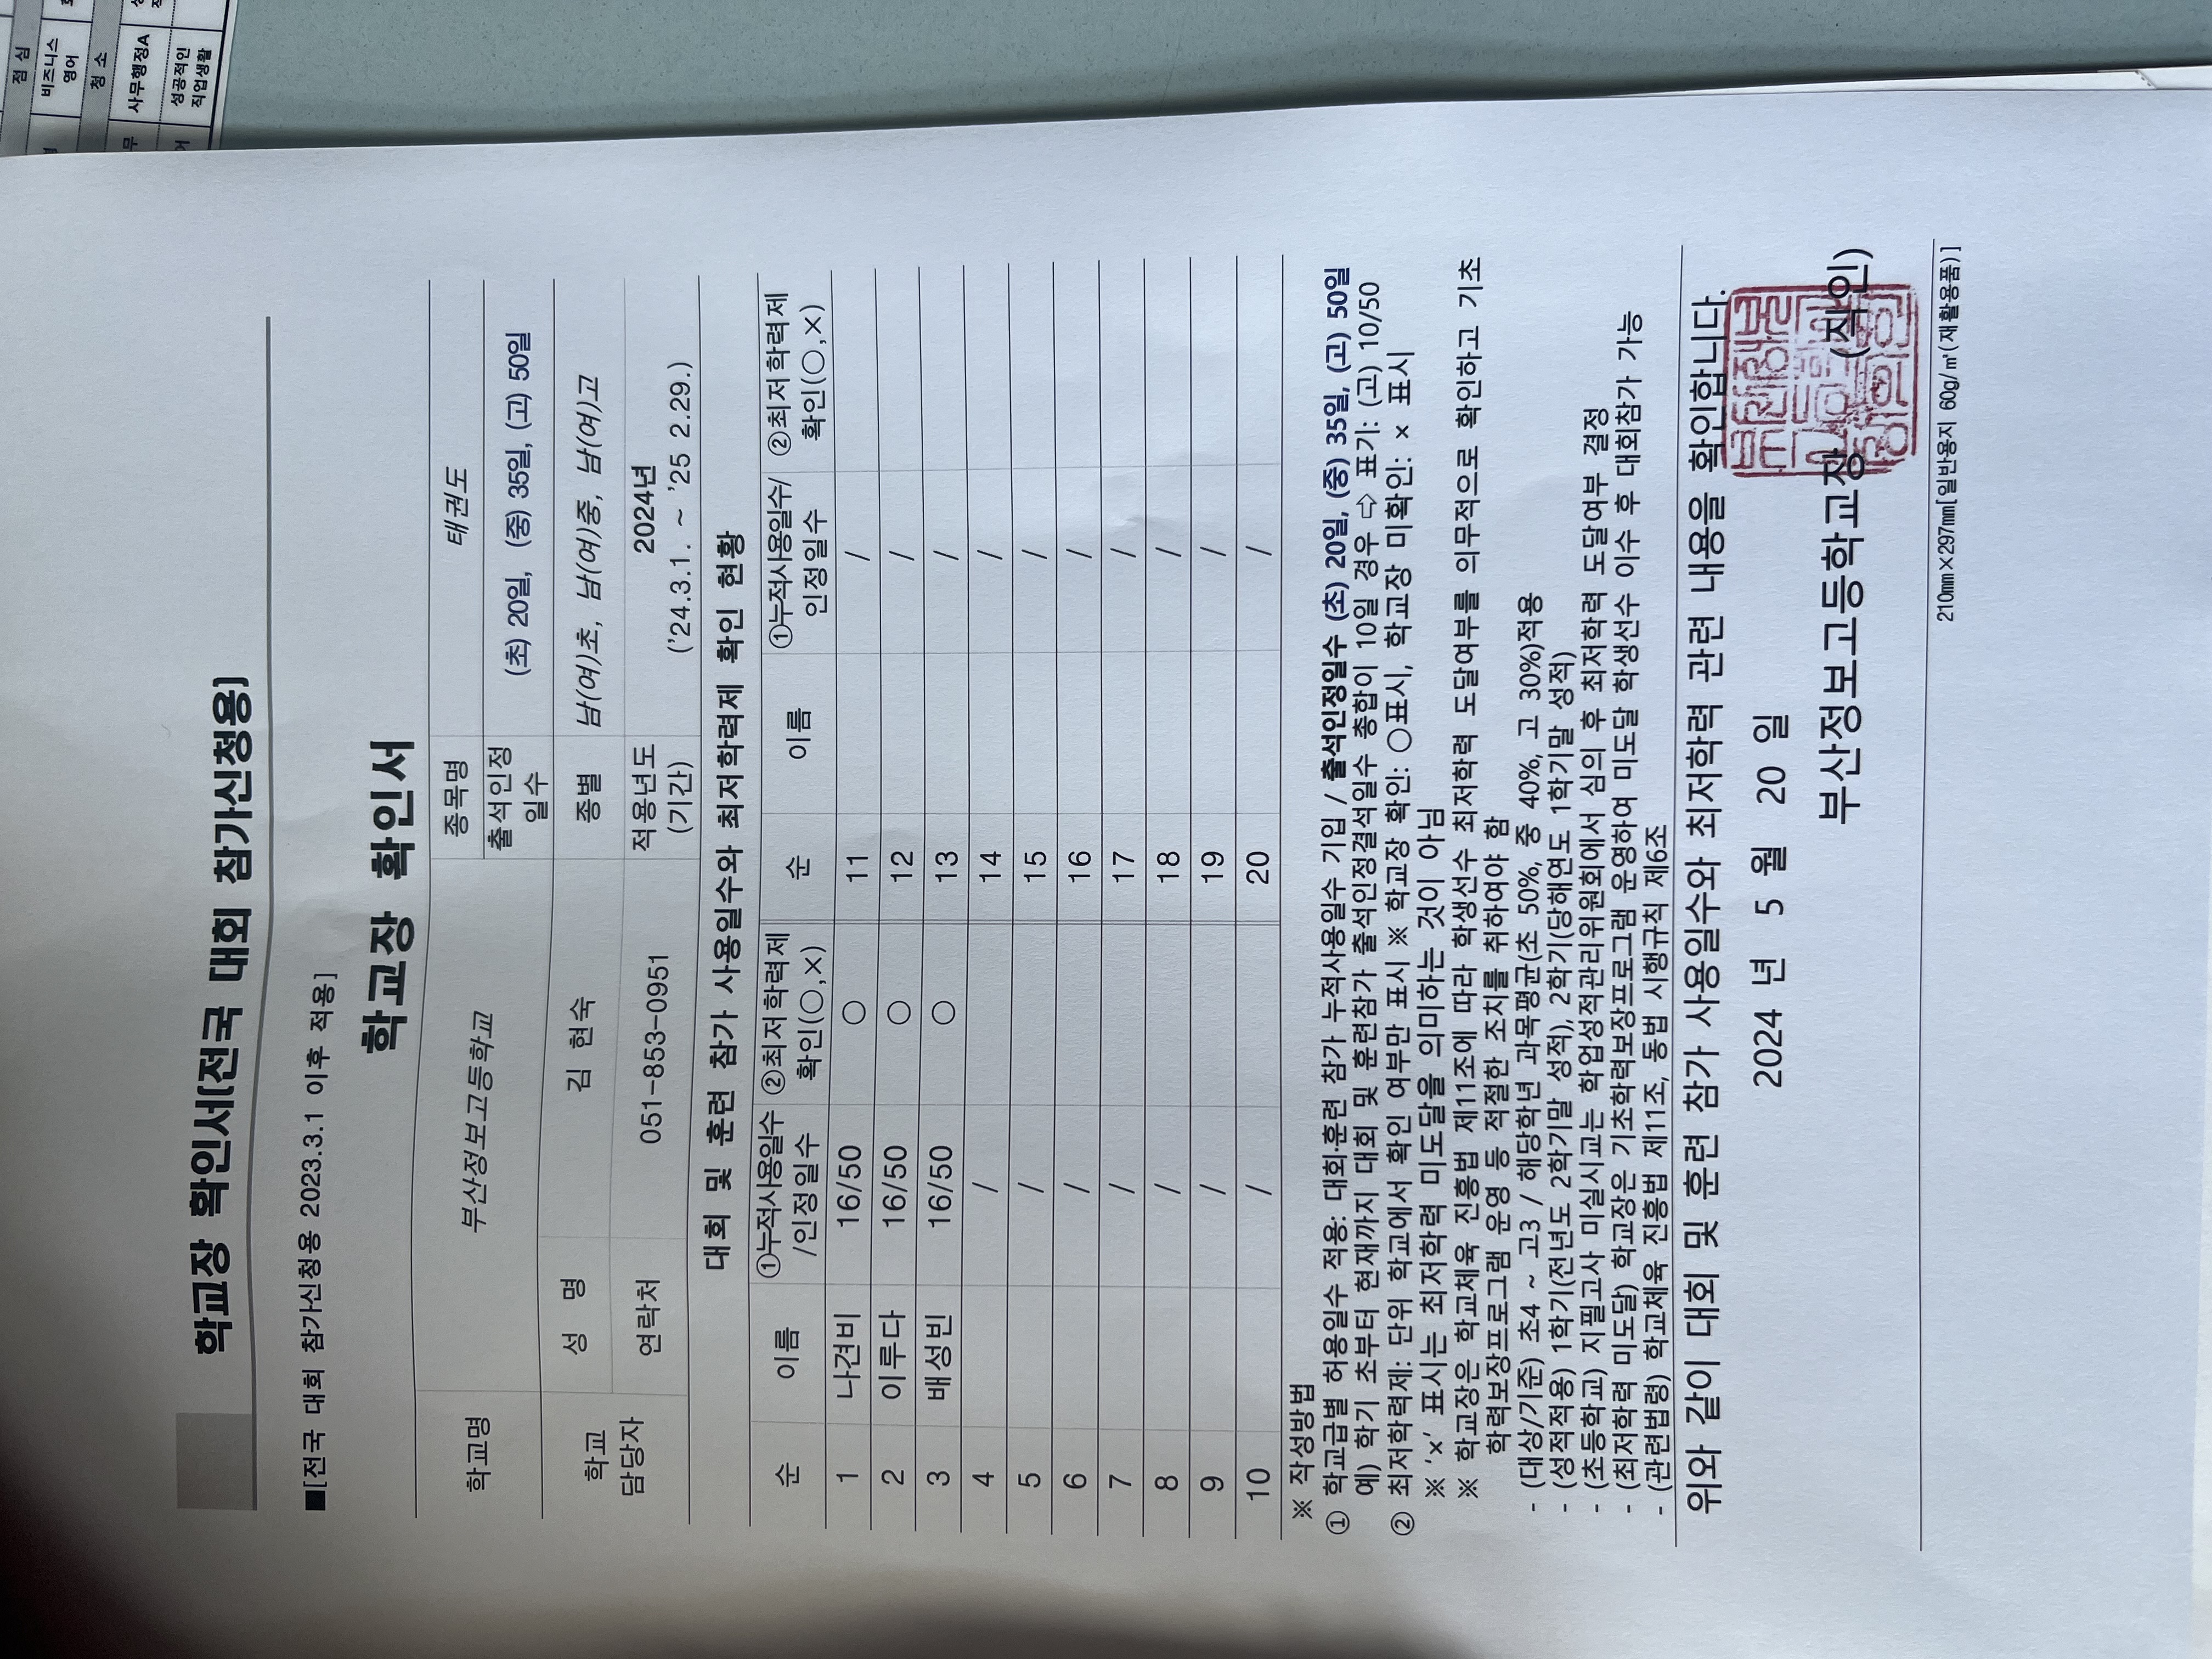 점 심
비즈니스
영어
청 소
사무행정A
성공적인
직업생활
학교장 확인서(전국 대회 참가신청용)
■[전국 대회 참가신청용 2023.3.1 이후 적용]
학교장 확인서
학교명 부산정보고등학교 종목명 태권도
출석인정
일수 (초) 20일, (중) 35일, (고) 50일
학교
담당자 성 명 김 현숙 종별 남(여)초, 남(여)중, 남(여)고
연락처 051-853-0951 적용년도
(기간) 2024년
('24.3.1. ~ '25 2.29.)
대회 및 훈련 참가 사용일수와 최저학력제 확인 현황
순 이름 ①누적사용일수
/인정일수 ②최저학력제
확인(○,×) 순 이름 ①누적사용일수/
인정일수 ②최저학력제
확인(○,×)
1 나견비 16/50 ○ 11 /
2 이루다 16/50 ○ 12 /
3 배성빈 16/50 ○ 13 /
4 / 14 /
5 / 15 /
6 / 16 /
7 / 17 /
8 / 18 /
9 / 19 /
10 / 20 /
※ 작성방법
① 학교급별 허용일수 적용: 대회·훈련 참가 누적사용일수 기입 / 출석인정일수 (초) 20일, (중) 35일, (고) 50일
예) 학기 초부터 현재까지 대회 및 훈련참가 출석인정결석일수 총합이 10일 경우 ⇨ 표기: (고) 10/50
② 최저학력제: 단위 학교에서 확인 여부만 표시 ※ 학교장 확인: ○표시, 학교장 미확인: × 표시
※ '×' 표시는 최저학력 미도달을 의미하는 것이 아님
※ 학교장은 학교체육 진흥법 제11조에 따라 학생선수 최저학력 도달여부를 의무적으로 확인하고 기초
학력보장프로그램 운영 등 적절한 조치를 취하여야 함
- (대상/기준) 초4 ~ 고3 / 해당학년 과목평균(초 50%, 중 40%, 고 30%)적용
- (성적적용) 1학기(전년도 2학기말 성적), 2학기(당해연도 1학기말 성적)
- (초등학교) 지필고사 미실시교는 학업성적관리위원회에서 심의 후 최저학력 도달여부 결정
- (최저학력 미도달) 학교장은 기초학력보장프로그램 운영하여 미도달 학생선수 이수 후 대회참가 가능
- (관련법령) 학교체육 진흥법 제11조, 동법 시행규칙 제6조
위와 같이 대회 및 훈련 참가 사용일수와 최저학력 관련 내용을 확인합니다.
2024 년 5 월 20 일
부산정보고등학교장 (직인)
210㎜×297㎜[일반용지 60g/㎡(재활용품)]